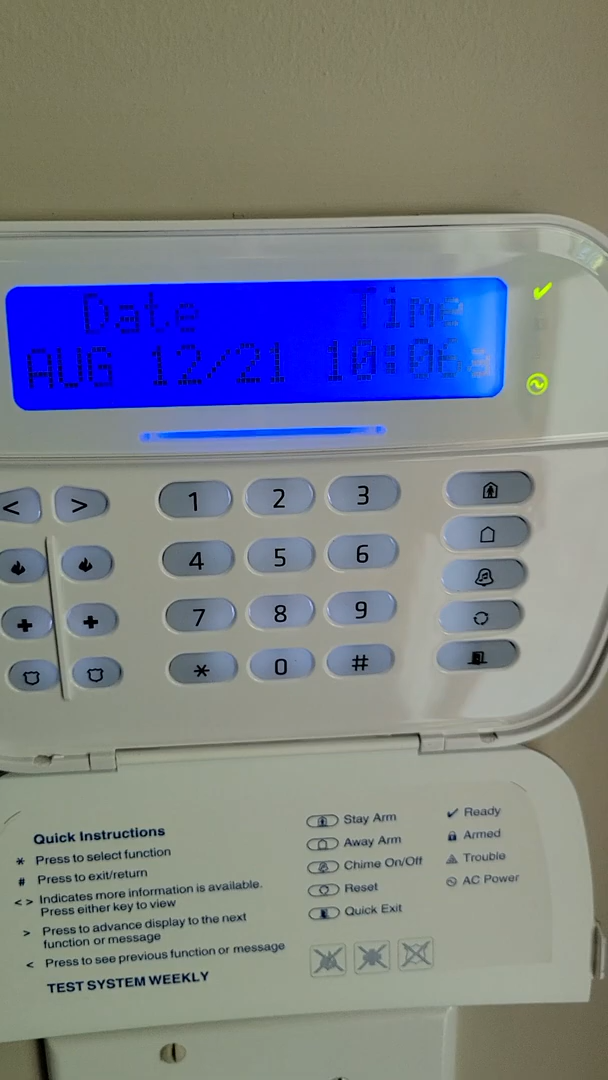 Date Time
AUG 12/21 10:06a
< > 1 2 3
4 5 6
7 8 9
* 0 #
Quick Instructions
* Press to select function
# Press to exit/return
< > Indicates more information is available.
Press either key to view
> Press to advance display to the next
function or message
< Press to see previous function or message
TEST SYSTEM WEEKLY
Stay Arm
Away Arm
Chime On/Off
Reset
Quick Exit
Ready
Armed
Trouble
AC Power